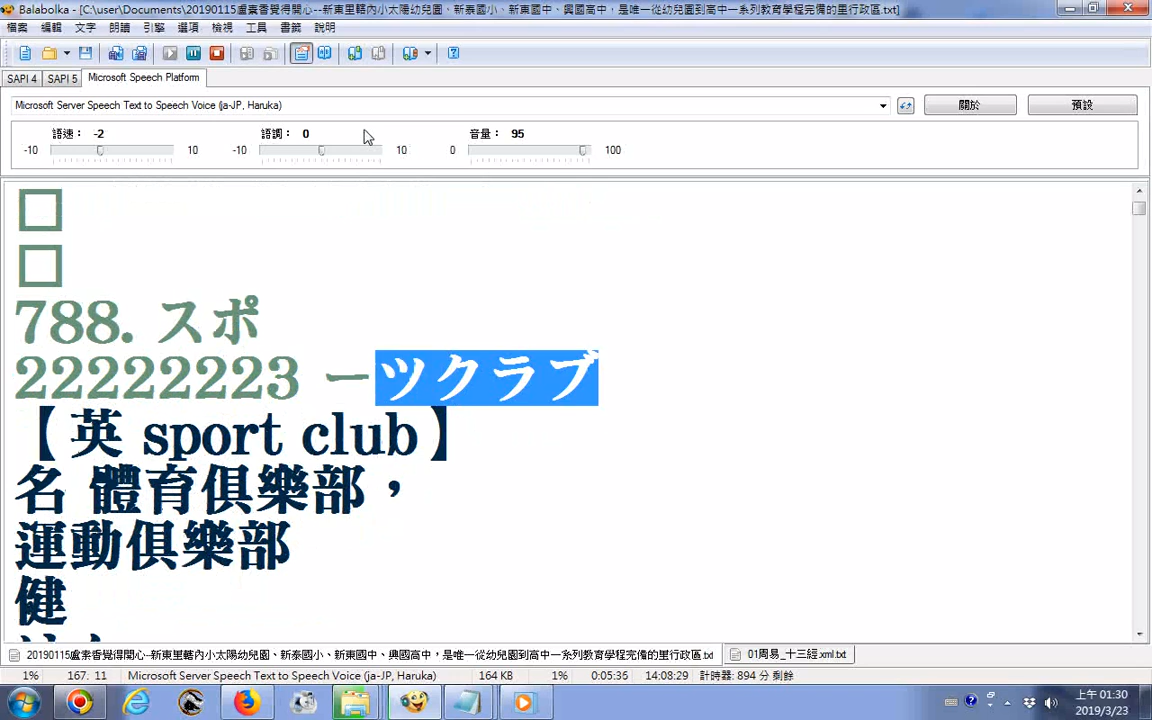 Balabolka - [C:\user\Documents\20190115盧素香覺得開心--新東里轄內小太陽幼兒園、新泰國小、新東國中、興國高中，是唯一從幼兒園到高中一系列教育學程完備的里行政區.txt]
檔案 編輯 文字 朗讀 引擎 選項 檢視 工具 書籤 說明
SAPI 4 SAPI 5 Microsoft Speech Platform
Microsoft Server Speech Text to Speech Voice (ja-JP, Haruka) 關於 預設
語速： -2 語調： 0 音量： 95
-10 10 -10 10 0 100
788. スポ
22222223 ーツクラブ
【英 sport club】
名 體育俱樂部，
運動俱樂部
健
20190115盧素香覺得開心--新東里轄內小太陽幼兒園、新泰國小、新東國中、興國高中，是唯一從幼兒園到高中一系列教育學程完備的里行政區.txt 01周易_十三經.xml.txt
1% 167. 11 Microsoft Server Speech Text to Speech Voice (ja-JP, Haruka) 164 KB 1% 0:05:36 14:08:29 計時器: 894 分 剩餘
上午 01:30
2019/3/23